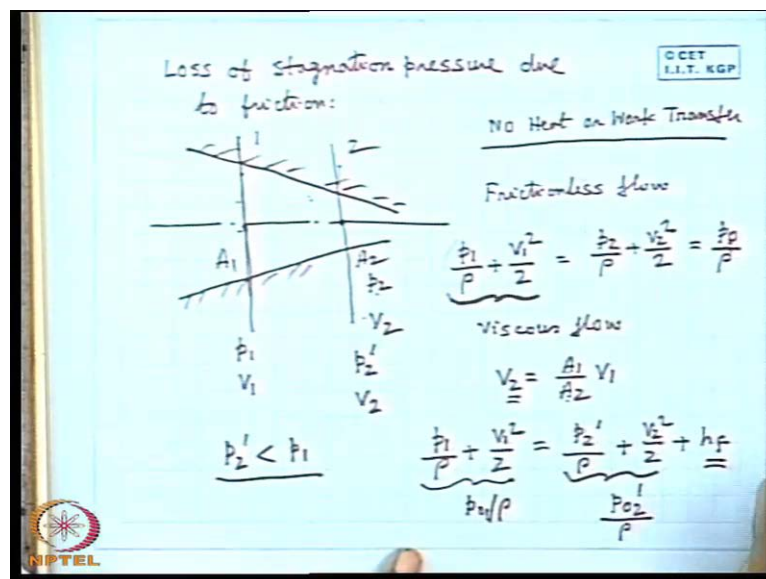 Loss of stagnation pressure due
to friction:
© CET
I.I.T. KGP
No Heat or Work Transfer
1
2
Frictionless flow
A1
A2
p2
V2
p1/ρ + V1²/2 = p2/ρ + V2²/2 = p0/ρ
Viscous flow
p1
V1
p2'
V2
V2 = A1/A2 V1
p2' < p1
p1/ρ + V1²/2 = p2'/ρ + V2²/2 + hf
p01/ρ
p02'/ρ
NPTEL